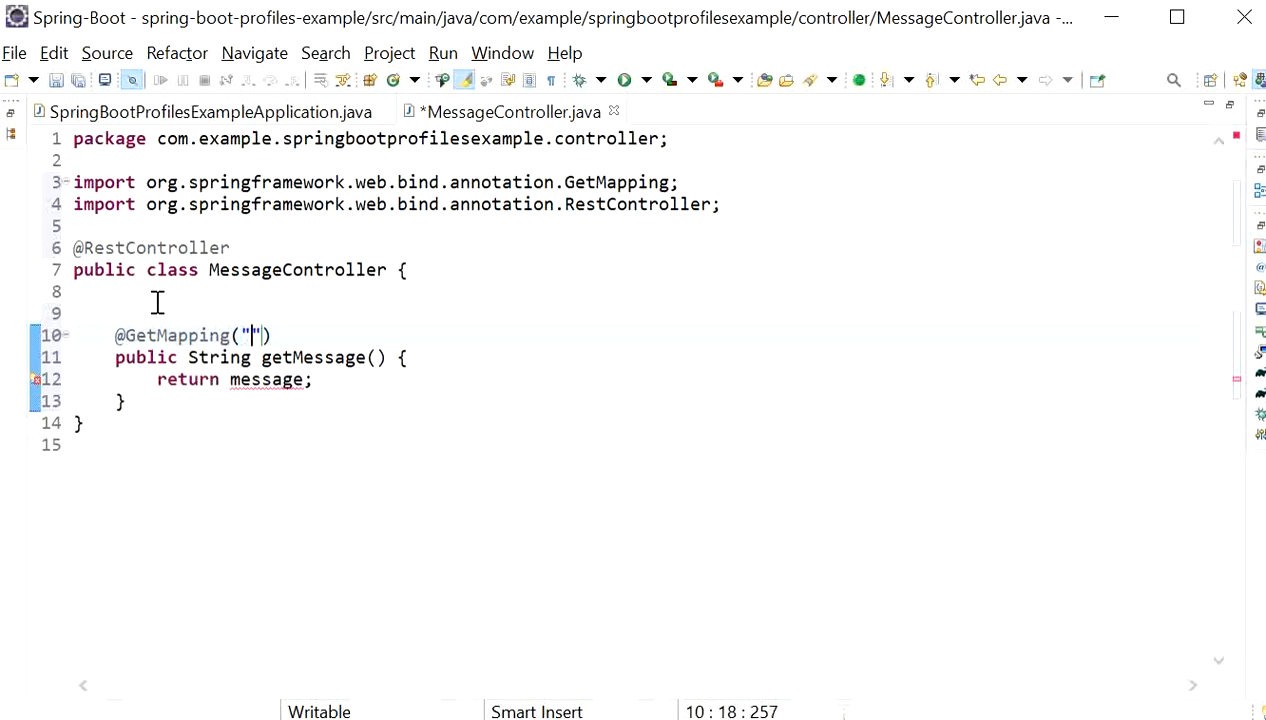 Spring-Boot - spring-boot-profiles-example/src/main/java/com/example/springbootprofilesexample/controller/MessageController.java -...
File Edit Source Refactor Navigate Search Project Run Window Help
SpringBootProfilesExampleApplication.java *MessageController.java
1 package com.example.springbootprofilesexample.controller;
2
3 import org.springframework.web.bind.annotation.GetMapping;
4 import org.springframework.web.bind.annotation.RestController;
5
6 @RestController
7 public class MessageController {
8
9
10 @GetMapping("")
11 public String getMessage() {
12 return message;
13 }
14 }
15
Writable Smart Insert 10 : 18 : 257